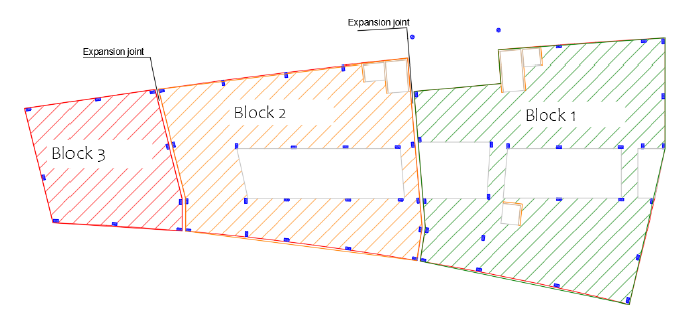 Expansion joint
Expansion joint
Block 2
Block 1
Block 3